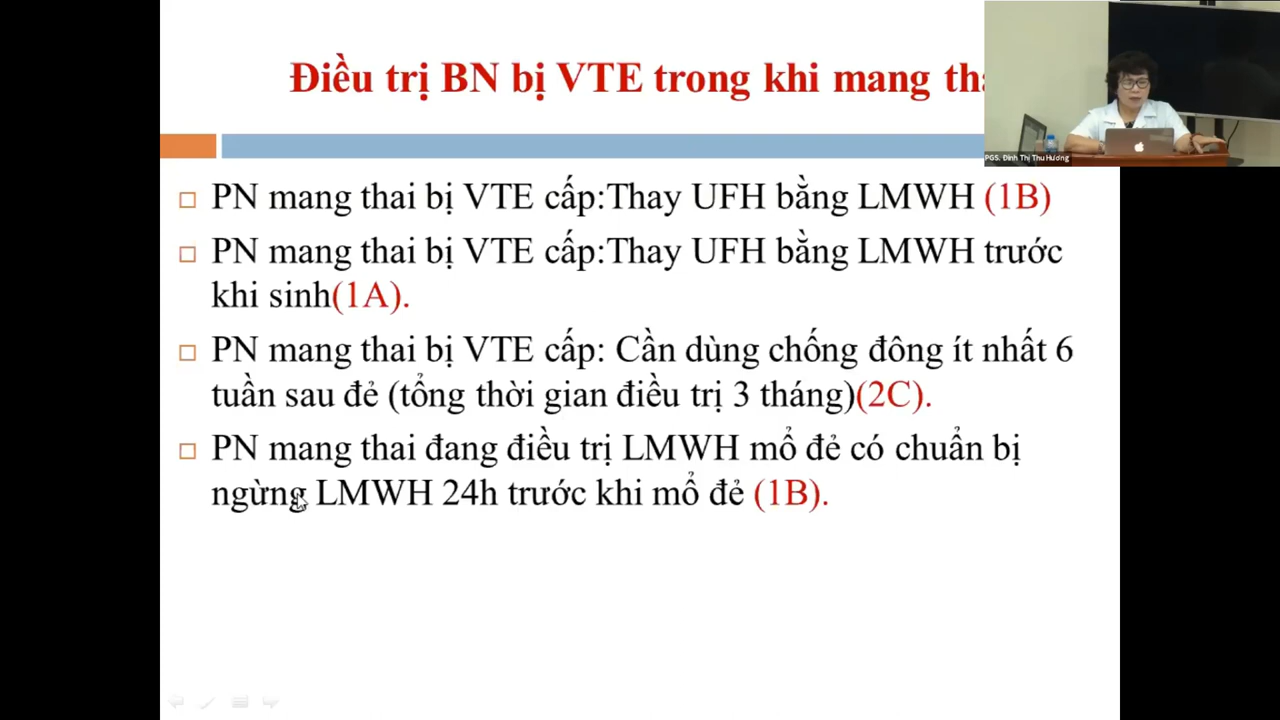 Điều trị BN bị VTE trong khi mang
PGS. Đinh Thị Thu Hương
PN mang thai bị VTE cấp:Thay UFH bằng LMWH (1B)
PN mang thai bị VTE cấp:Thay UFH bằng LMWH trước
khi sinh(1A).
PN mang thai bị VTE cấp: Cần dùng chống đông ít nhất 6
tuần sau đẻ (tổng thời gian điều trị 3 tháng)(2C).
PN mang thai đang điều trị LMWH mổ đẻ có chuẩn bị
ngừng LMWH 24h trước khi mổ đẻ (1B).